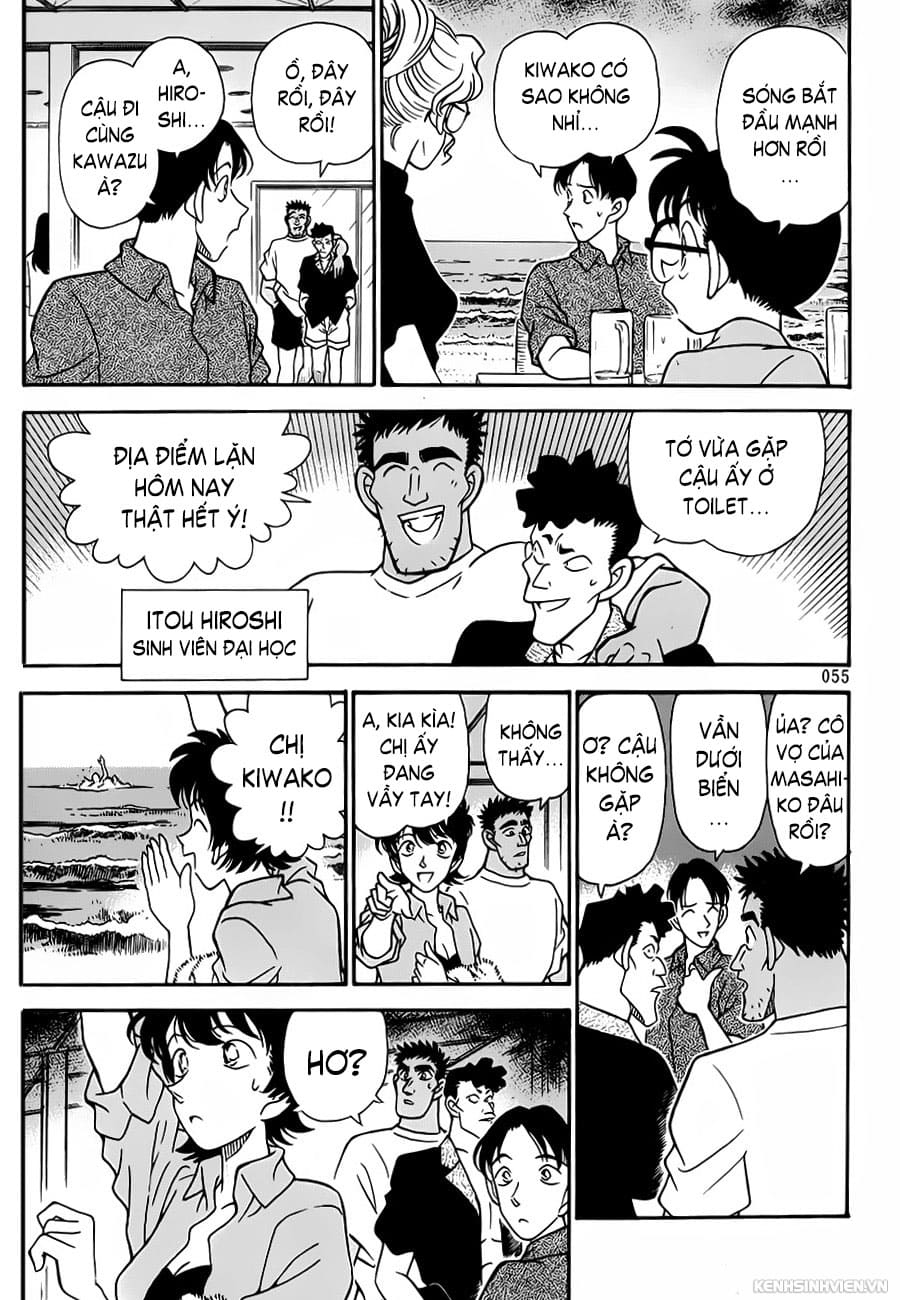 SÓNG BẮT
ĐẦU MẠNH
HƠN RỒI
...
KIWAKO CÓ
SAO KHÔNG
NHỈ...
Ồ, ĐÂY
RỒI, ĐÂY
RỒI!
A,
HIRO-
SHI...
CẬU ĐI
CÙNG
KAWAZU
À?
TỚ VỪA GẶP
CẬU ẤY Ở
TOILET...
ĐỊA ĐIỂM LẶN
HÔM NAY
THẬT HẾT Ý!
ITOU HIROSHI
SINH VIÊN ĐẠI HỌC
055
ỦA? CÔ
VỢ CỦA
MASAHI-
KO ĐÂU
RỒI?
VẪN
DƯỚI
BIỂN
...
Ơ? CẬU
KHÔNG
GẶP
À?
KHÔNG
THẤY...
A, KIA KÌA!
CHỊ ẤY
ĐANG
VẪY TAY!
CHỊ
KIWAKO
!!
HƠ?
KENHSINHVIEN.VN